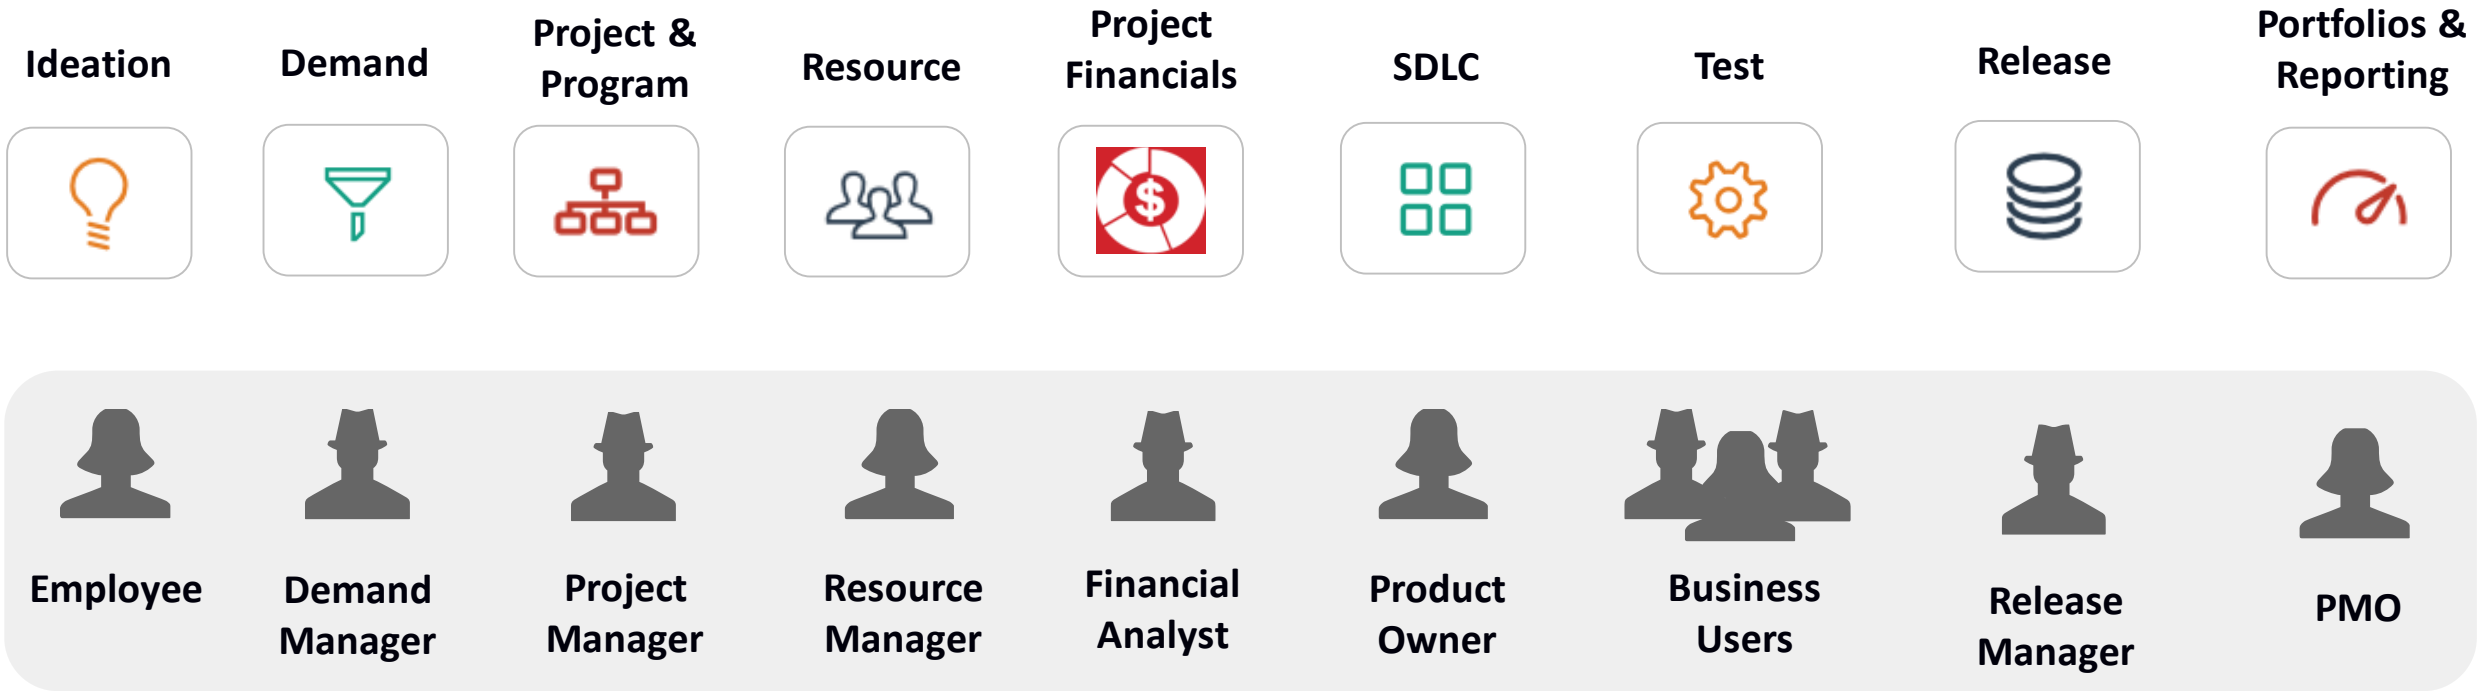 Ideation
Demand
Project &
Program
Resource
Project
Financials
SDLC
Test
Release
Portfolios &
Reporting
$
Employee
Demand
Manager
Project
Manager
Resource
Manager
Financial
Analyst
Product
Owner
Business
Users
Release
Manager
PMO